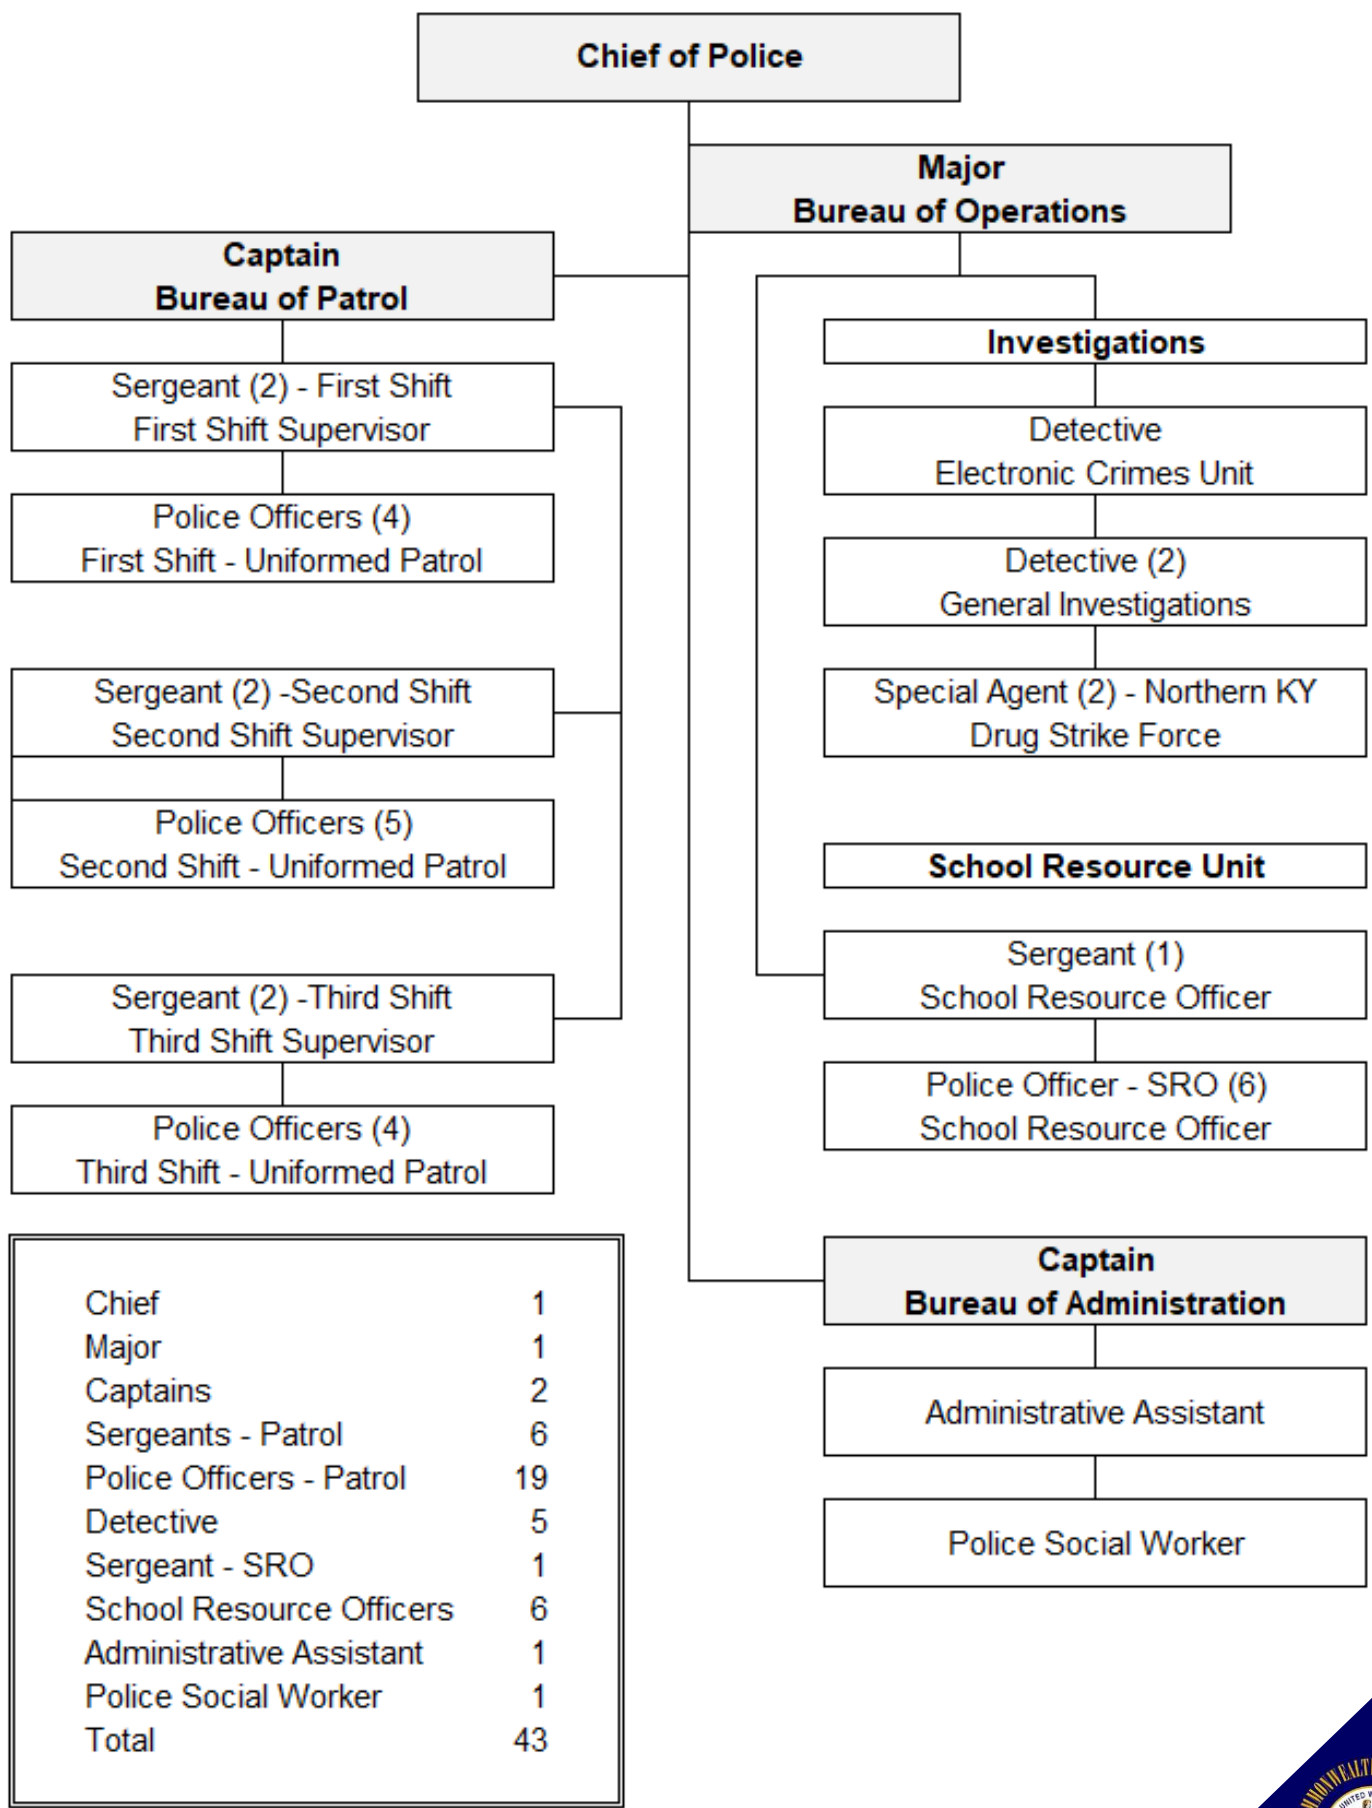 Chief of Police
Major
Bureau of Operations
Captain
Bureau of Patrol
Sergeant (2) - First Shift
First Shift Supervisor
Police Officers (4)
First Shift - Uniformed Patrol
Sergeant (2) -Second Shift
Second Shift Supervisor
Police Officers (5)
Second Shift - Uniformed Patrol
Sergeant (2) -Third Shift
Third Shift Supervisor
Police Officers (4)
Third Shift - Uniformed Patrol
Investigations
Detective
Electronic Crimes Unit
Detective (2)
General Investigations
Special Agent (2) - Northern KY
Drug Strike Force
School Resource Unit
Sergeant (1)
School Resource Officer
Police Officer - SRO (6)
School Resource Officer
Captain
Bureau of Administration
Administrative Assistant
Police Social Worker
Chief 1
Major 1
Captains 2
Sergeants - Patrol 6
Police Officers - Patrol 19
Detective 5
Sergeant - SRO 1
School Resource Officers 6
Administrative Assistant 1
Police Social Worker 1
Total 43